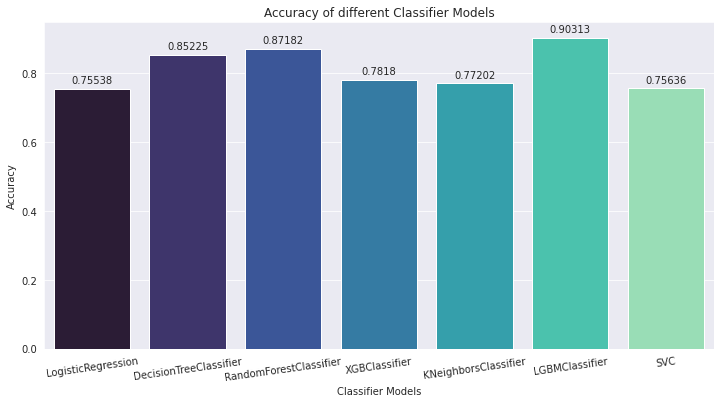 Accuracy of different Classifier Models
0.75538
0.85225
0.87182
0.7818
0.77202
0.90313
0.75636
Accuracy
0.8
0.6
0.4
0.2
0.0
LogisticRegression
DecisionTreeClassifier
RandomForestClassifier
XGBClassifier
KNeighborsClassifier
LGBMClassifier
SVC
Classifier Models